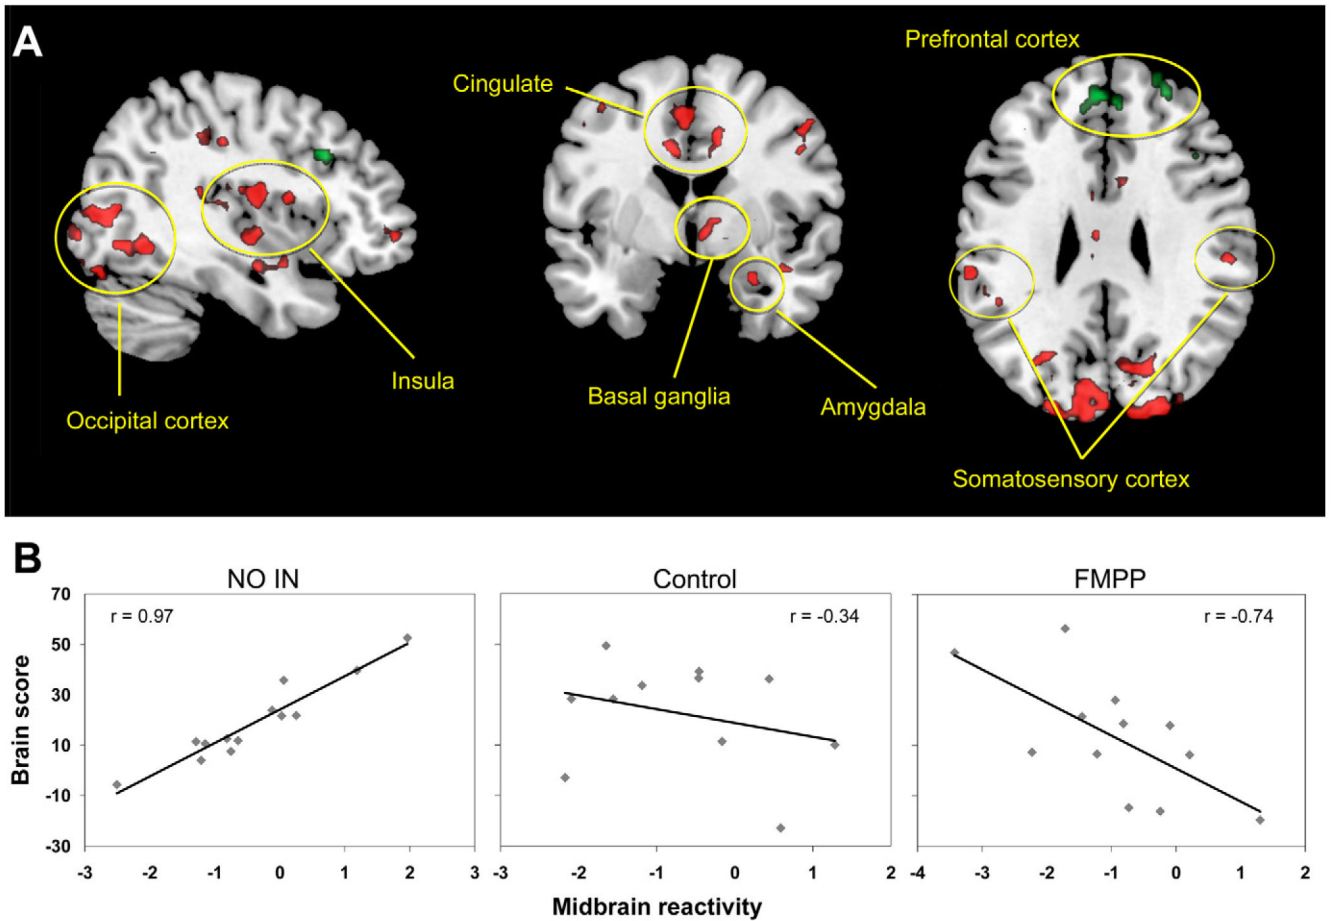 A
Prefrontal cortex
Cingulate
Insula
Basal ganglia
Amygdala
Occipital cortex
Somatosensory cortex
B
NO IN
Control
FMPP
r = 0.97
r = -0.34
r = -0.74
Brain score
70
50
30
10
-10
-30
-3 -2 -1 0 1 2 3
-3 -2 -1 0 1 2
-4 -3 -2 -1 0 1 2
Midbrain reactivity